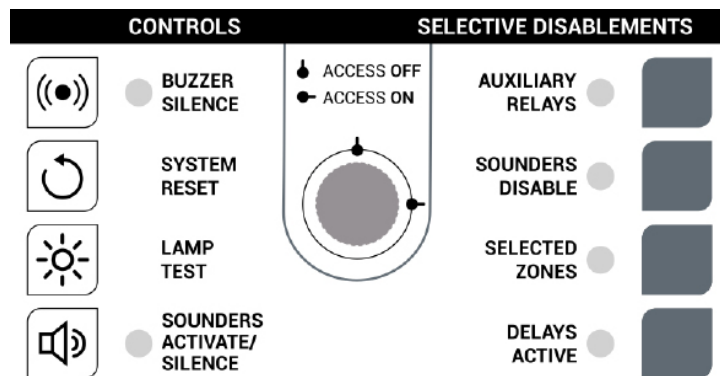 CONTROLS
SELECTIVE DISABLEMENTS
BUZZER
SILENCE
SYSTEM
RESET
LAMP
TEST
SOUNDERS
ACTIVATE/
SILENCE
ACCESS OFF
ACCESS ON
AUXILIARY
RELAYS
SOUNDERS
DISABLE
SELECTED
ZONES
DELAYS
ACTIVE